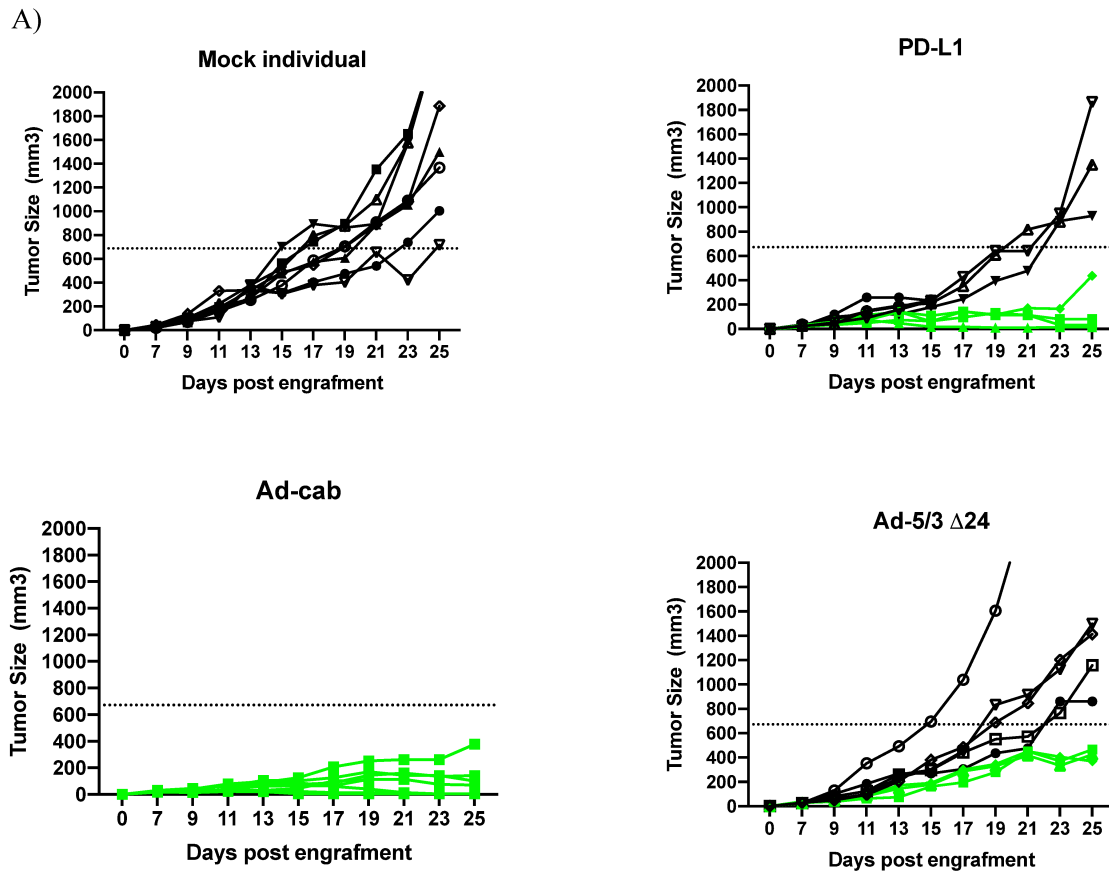 A)
Mock individual
Tumor Size (mm3)
2000
1800
1600
1400
1200
1000
800
600
400
200
0
0 7 9 11 13 15 17 19 21 23 25
Days post engrafment
PD-L1
Tumor Size (mm3)
2000
1800
1600
1400
1200
1000
800
600
400
200
0
0 7 9 11 13 15 17 19 21 23 25
Days post engrafment
Ad-cab
Tumor Size (mm3)
2000
1800
1600
1400
1200
1000
800
600
400
200
0
0 7 9 11 13 15 17 19 21 23 25
Days post engrafment
Ad-5/3 Δ24
Tumor Size (mm3)
2000
1800
1600
1400
1200
1000
800
600
400
200
0
0 7 9 11 13 15 17 19 21 23 25
Days post engrafment